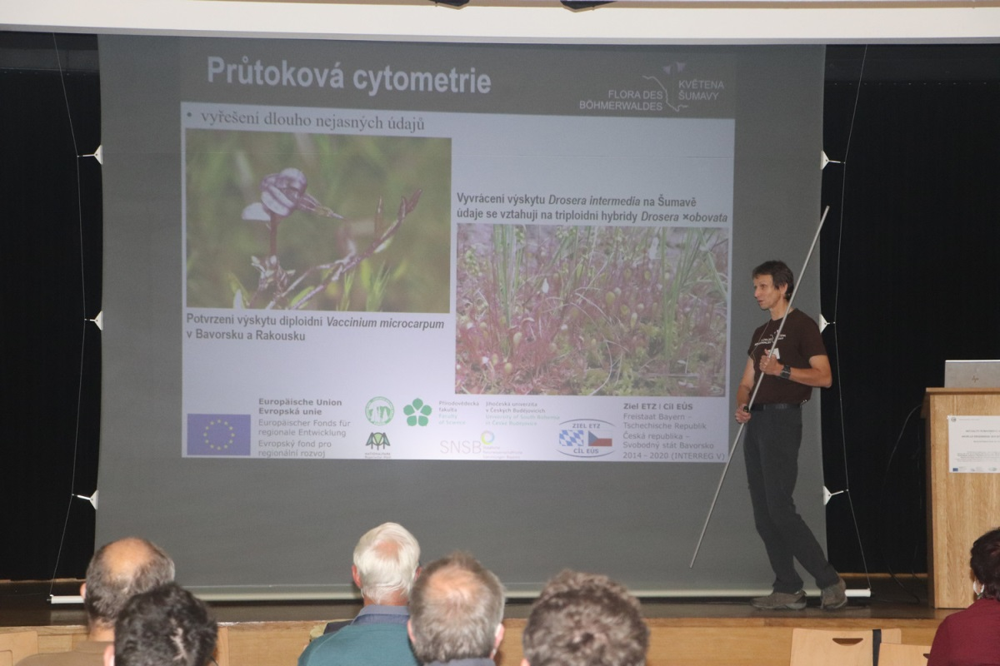 Průtoková cytometrie
FLORA DES
BÖHMERWALDES
KVĚTENA
ŠUMAVY
• vyřešení dlouho nejasných údajů
Vyvrácení výskytu Drosera intermedia na Šumavě
údaje se vztahují na triploidní hybridy Drosera ×obovata
Potvrzení výskytu diploidní Vaccinium microcarpum
v Bavorsku a Rakousku
Europäische Union
Evropská unie
Europäischer Fonds für
regionale Entwicklung
Evropský fond pro
regionální rozvoj
Přírodovědecká
fakulta
Faculty
of Science
Jihočeská univerzita
v Českých Budějovicích
University of South Bohemia
in České Budějovice
SNSB
ZIEL ETZ
CÍL EÚS
Ziel ETZ | Cíl EÚS
Freistaat Bayern –
Tschechische Republik
Česká republika –
Svobodný stát Bavorsko
2014 – 2020 (INTERREG V)